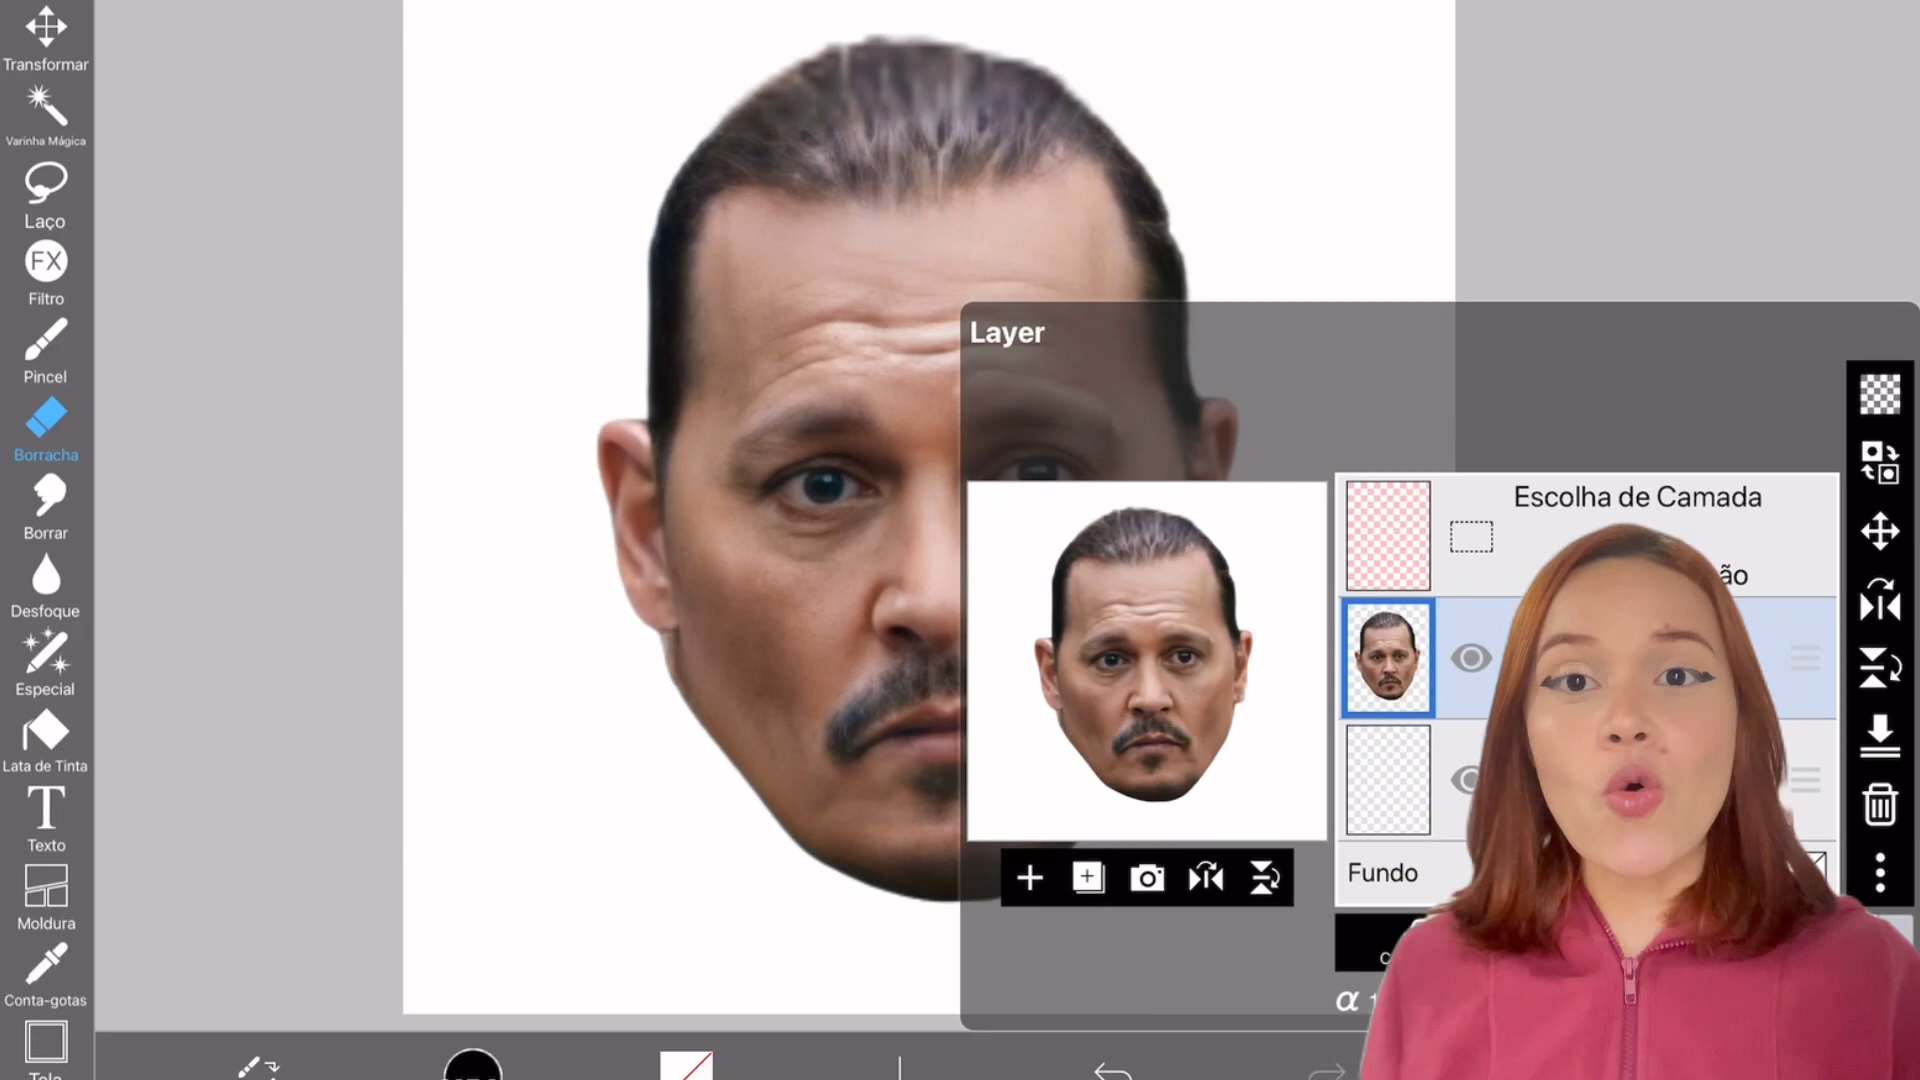 Transformar
Varinha Mágica
Laço
FX
Filtro
Pincel
Borracha
Borrar
Desfoque
Especial
Lata de Tinta
T
Texto
Moldura
Conta-gotas
Layer
Escolha de Camada
ão
Fundo
α